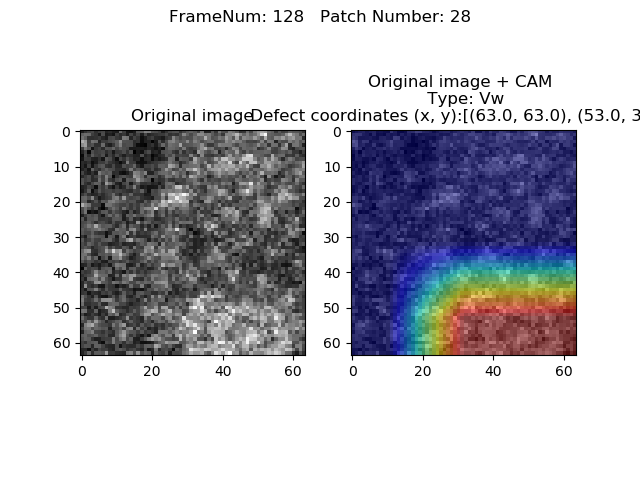 FrameNum: 128   Patch Number: 28
Original image
Original image + CAM
Type: Vw
Defect coordinates (x, y):[(63.0, 63.0), (53.0, 3
0
10
20
30
40
50
60
0 20 40 60
0
10
20
30
40
50
60
0 20 40 60